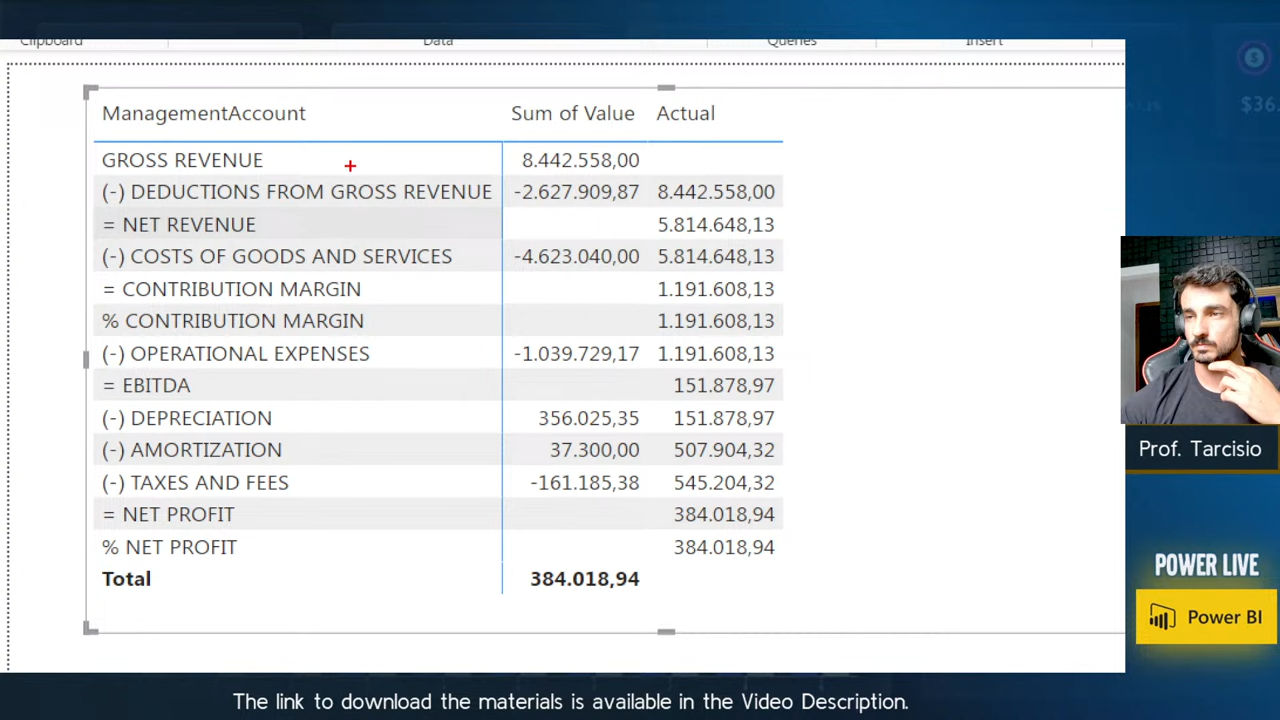 Clipboard Data Queries Insert
ManagementAccount Sum of Value Actual
GROSS REVENUE 8.442.558,00
(-) DEDUCTIONS FROM GROSS REVENUE -2.627.909,87 8.442.558,00
= NET REVENUE 5.814.648,13
(-) COSTS OF GOODS AND SERVICES -4.623.040,00 5.814.648,13
= CONTRIBUTION MARGIN 1.191.608,13
% CONTRIBUTION MARGIN 1.191.608,13
(-) OPERATIONAL EXPENSES -1.039.729,17 1.191.608,13
= EBITDA 151.878,97
(-) DEPRECIATION 356.025,35 151.878,97
(-) AMORTIZATION 37.300,00 507.904,32
(-) TAXES AND FEES -161.185,38 545.204,32
= NET PROFIT 384.018,94
% NET PROFIT 384.018,94
Total 384.018,94
$36.
Prof. Tarcisio
POWER LIVE
Power BI
The link to download the materials is available in the Video Description.